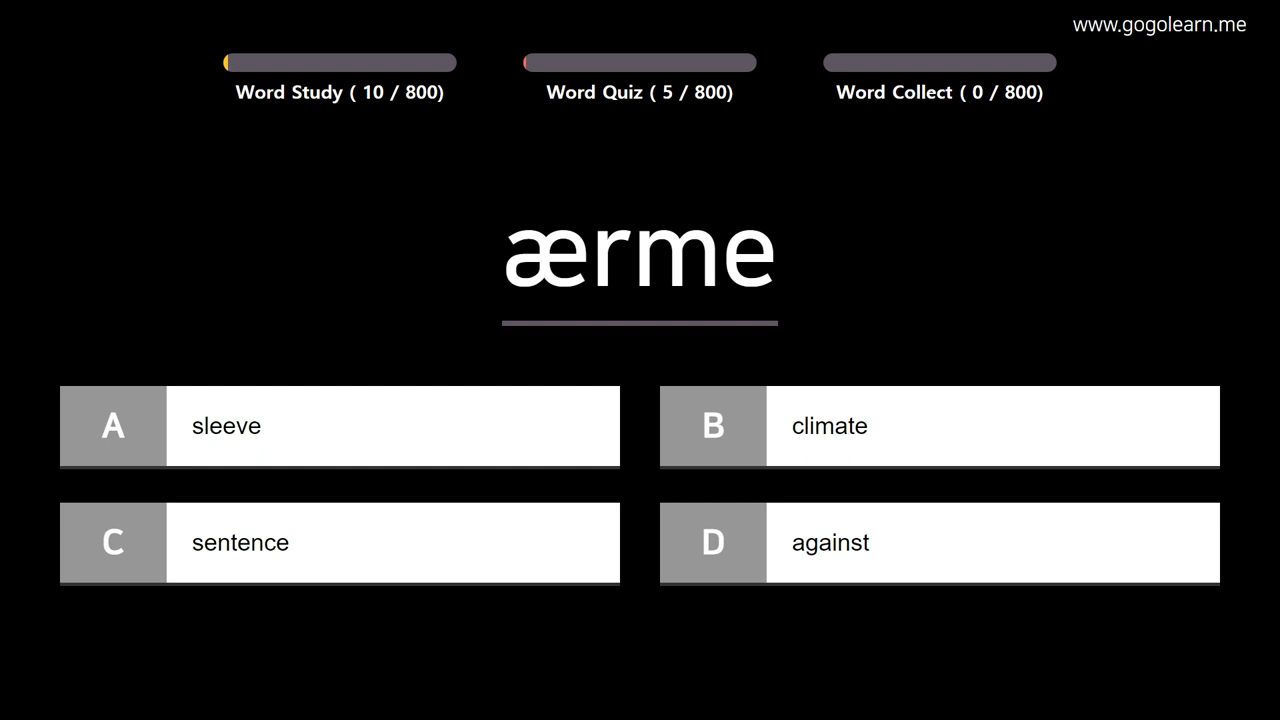 www.gogolearn.me
Word Study ( 10 / 800)
Word Quiz ( 5 / 800)
Word Collect ( 0 / 800)
ærme
A sleeve
B climate
C sentence
D against